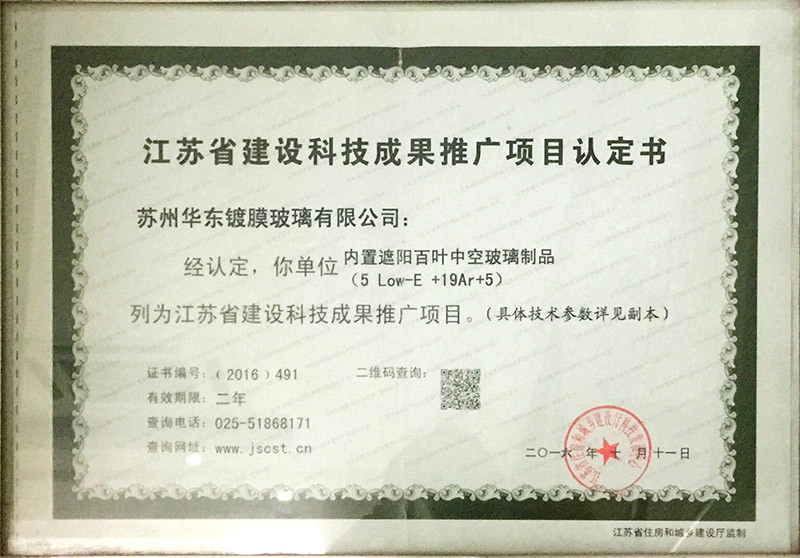 江苏省建设科技成果推广项目认定书
苏州华东镀膜玻璃有限公司：
经认定，你单位 内置遮阳百叶中空玻璃制品
（5 Low-E +19Ar+5）
列为江苏省建设科技成果推广项目。（具体技术参数详见副本）
证书编号：（2016）491
二维码查询：
有效期限：二年
查询电话：025-51868171
查询网址：www.jscst.cn
二〇一六 年 十 月 十一 日
江苏省住房和城乡建设厅监制